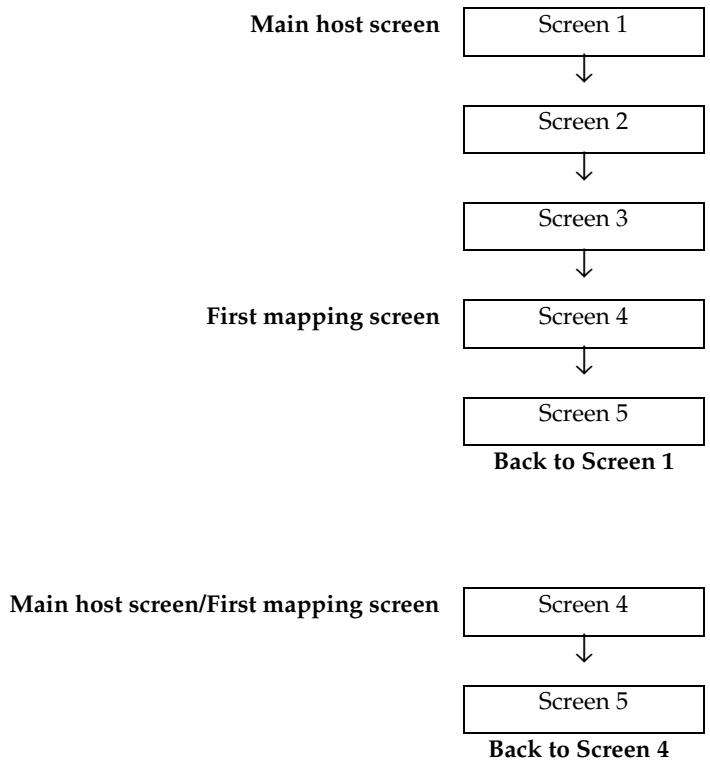 Main host screen Screen 1
Screen 2
Screen 3
First mapping screen Screen 4
Screen 5
Back to Screen 1
Main host screen/First mapping screen Screen 4
Screen 5
Back to Screen 4